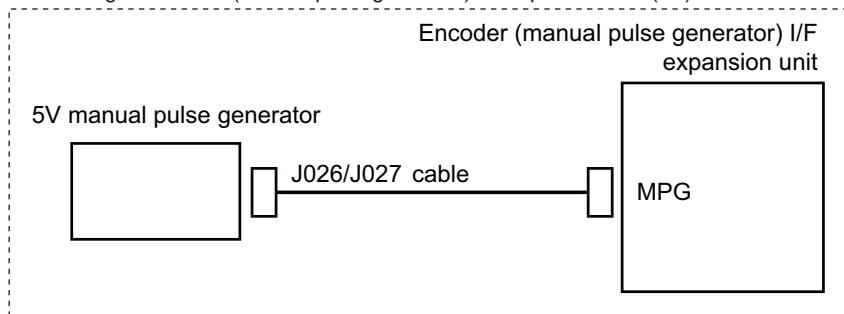 Encoder (manual pulse generator) I/F
expansion unit
5V manual pulse generator
J026/J027 cable
MPG